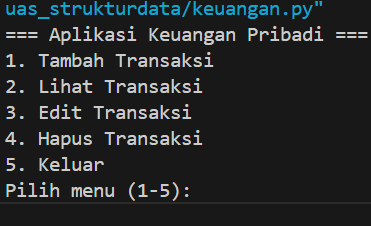 uas_strukturdata/keuangan.py"
=== Aplikasi Keuangan Pribadi ===
1. Tambah Transaksi
2. Lihat Transaksi
3. Edit Transaksi
4. Hapus Transaksi
5. Keluar
Pilih menu (1-5):